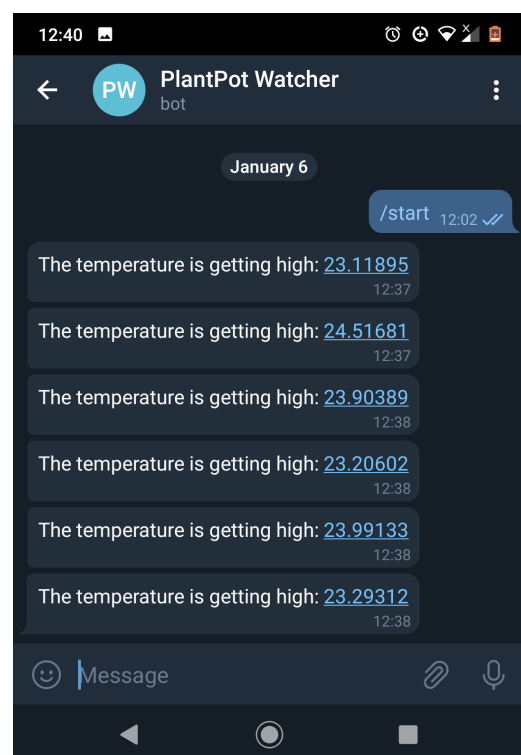 12:40
PW
PlantPot Watcher
bot
January 6
/start 12:02
The temperature is getting high: 23.11895
12:37
The temperature is getting high: 24.51681
12:37
The temperature is getting high: 23.90389
12:38
The temperature is getting high: 23.20602
12:38
The temperature is getting high: 23.99133
12:38
The temperature is getting high: 23.29312
12:38
Message